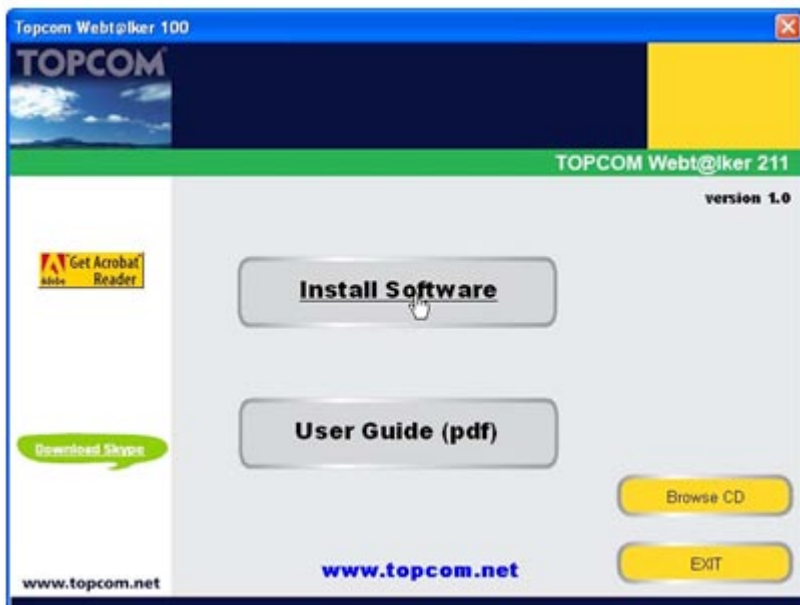 Topcom Webt@lker 100
TOPCOM
TOPCOM Webt@lker 211
version 1.0
Get Acrobat
Reader
Adobe
Install Software
User Guide (pdf)
Download Skype
Browse CD
EXIT
www.topcom.net
www.topcom.net